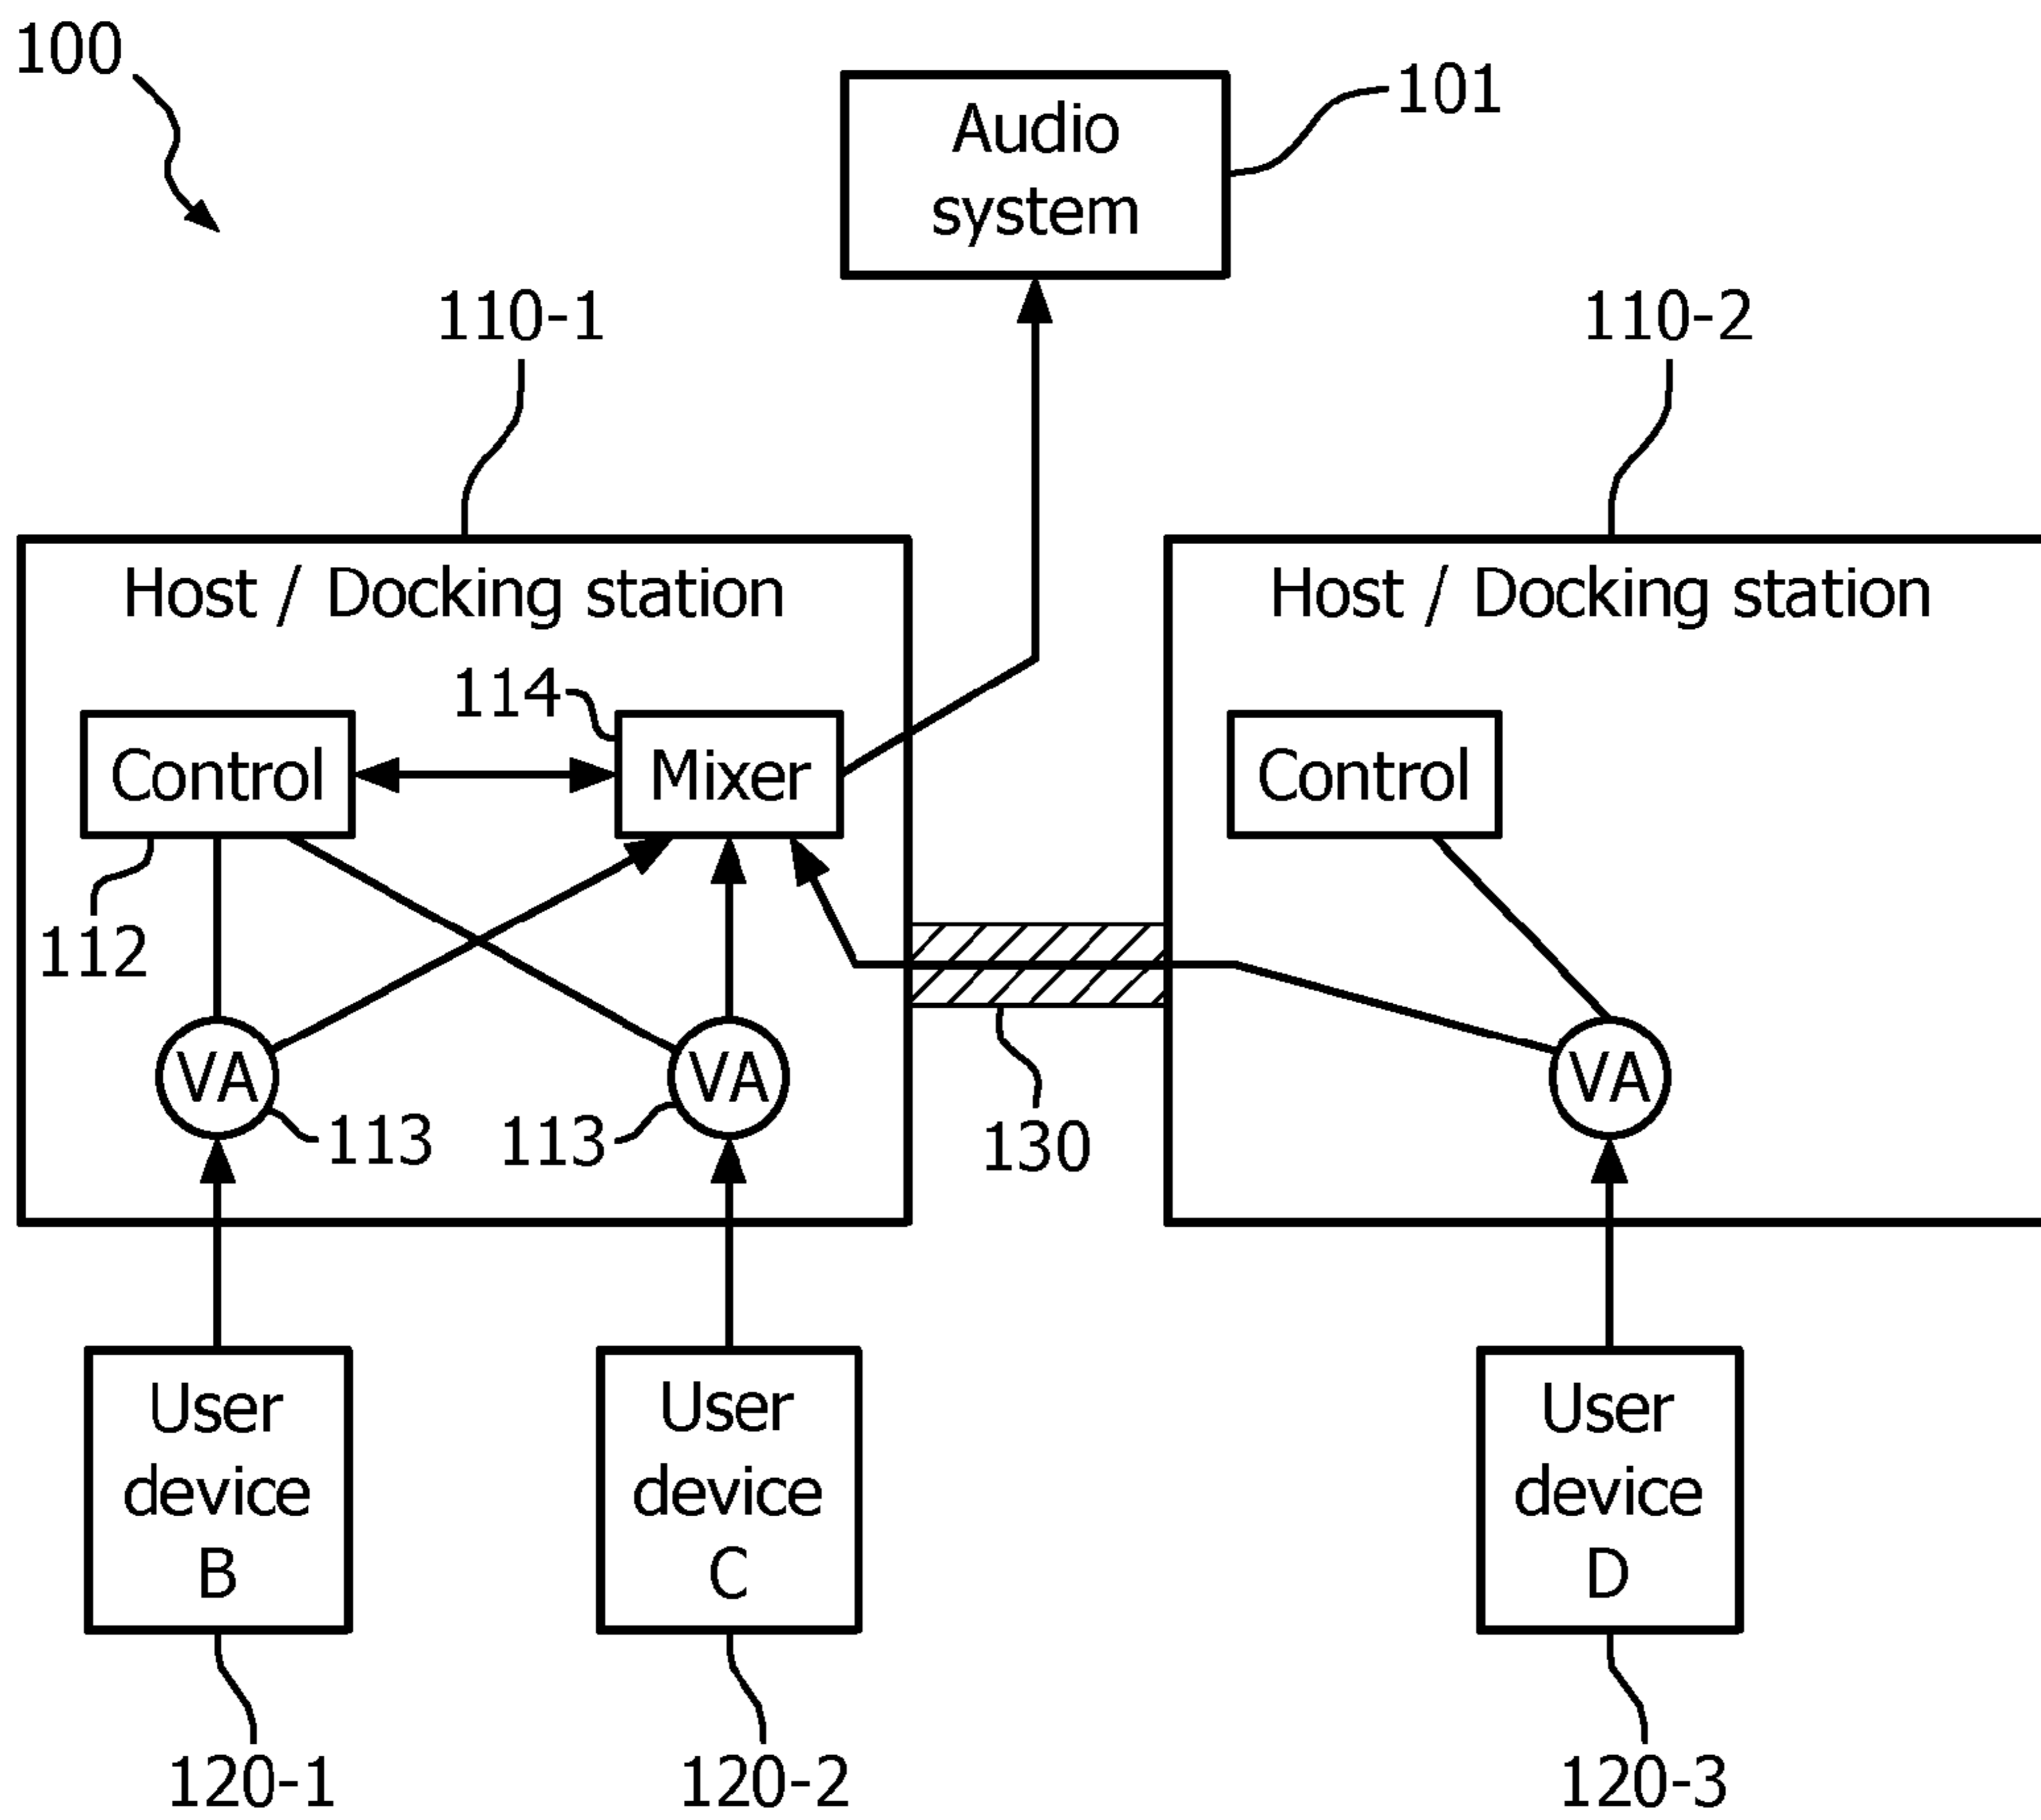 100
Audio
system
101
110-1
110-2
Host / Docking station
Host / Docking station
114
Control
Mixer
Control
112
VA
VA
VA
113
113
130
User
device
B
User
device
C
User
device
D
120-1
120-2
120-3